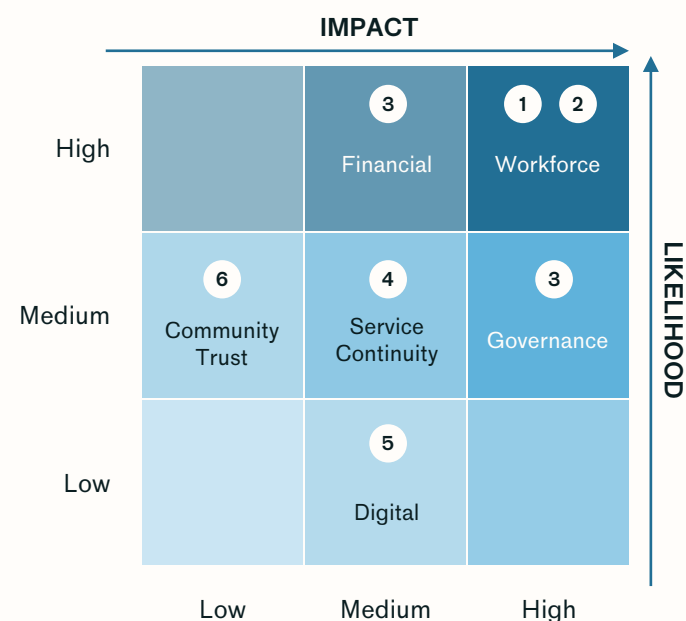 IMPACT
High
3
Financial
1 2
Workforce
LIKELIHOOD
Medium
6
Community
Trust
4
Service
Continuity
3
Governance
Low
5
Digital
Low Medium High